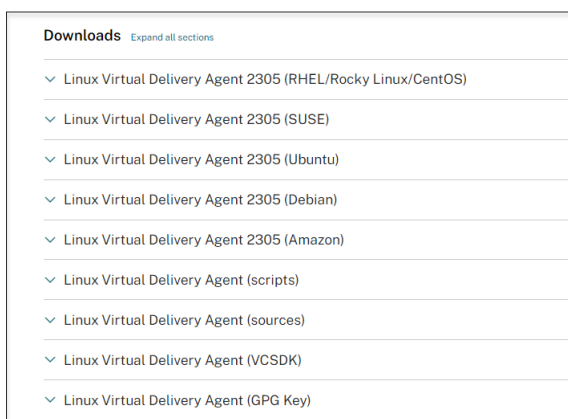 Downloads Expand all sections
Linux Virtual Delivery Agent 2305 (RHEL/Rocky Linux/CentOS)
Linux Virtual Delivery Agent 2305 (SUSE)
Linux Virtual Delivery Agent 2305 (Ubuntu)
Linux Virtual Delivery Agent 2305 (Debian)
Linux Virtual Delivery Agent 2305 (Amazon)
Linux Virtual Delivery Agent (scripts)
Linux Virtual Delivery Agent (sources)
Linux Virtual Delivery Agent (VCSDK)
Linux Virtual Delivery Agent (GPG Key)